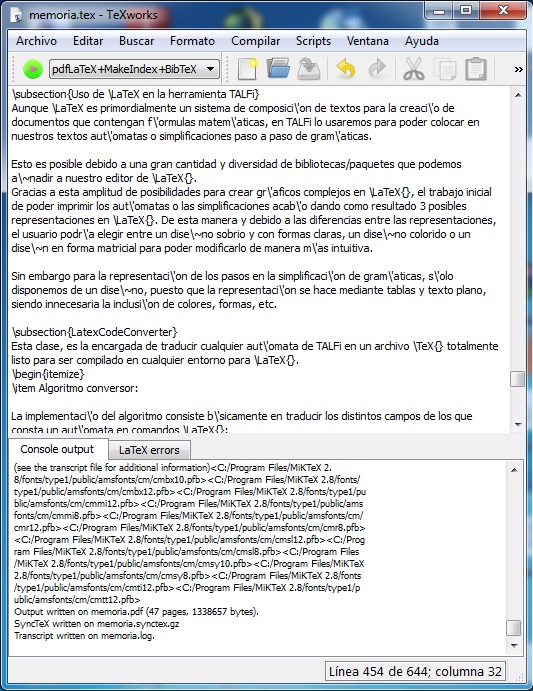 memoria.tex - TeXworks
Archivo Editar Buscar Formato Compilar Scripts Ventana Ayuda
pdfLaTeX+MakeIndex+BibTeX
»
\subsection{Uso de \LaTeX en la herramienta TALFi}
Aunque \LaTeX es primordialmente un sistema de composici\'on de textos para la creaci\'o de
documentos que contengan f\'ormulas matem\'aticas, en TALFi lo usaremos para poder colocar en
nuestros textos aut\'omatas o simplificaciones paso a paso de gram\'aticas.
Esto es posible debido a una gran cantidad y diversidad de bibliotecas/paquetes que podemos
a\~nadir a nuestro editor de \LaTeX{}.
Gracias a esta amplitud de posibilidades para crear gr\'aficos complejos en \LaTeX{}, el trabajo inicial
de poder imprimir los aut\'omatas o las simplificaciones acab\'o dando como resultado 3 posibles
representaciones en \LaTeX{}. De esta manera y debido a las diferencias entre las representaciones,
el usuario podr\'a elegir entre un dise\~no sobrio y con formas claras, un dise\~no colorido o un
dise\~n en forma matricial para poder modificarlo de manera m\'as intuitiva.
Sin embargo para la representaci\'on de los pasos en la simplificaci\'on de gram\'aticas, s\'olo
disponemos de un dise\~no, puesto que la representaci\'on se hace mediante tablas y texto plano,
siendo innecesaria la inclusi\'on de colores, formas, etc.
\subsection{LatexCodeConverter}
Esta clase, es la encargada de traducir cualquier aut\'omata de TALFi en un archivo \TeX{} totalmente
listo para ser compilado en cualquier entorno para \LaTeX{}.
\begin{itemize}
\item Algoritmo conversor:
La implementaci\'o del algoritmo consiste b\'sicamente en traducir los distintos campos de los que
consta un aut\'omata en comandos \LaTeX{}:
Console output LaTeX errors
(see the transcript file for additional information)<C:/Program Files/MiKTeX 2.
8/fonts/type1/public/amsfonts/cm/cmbx10.pfb><C:/Program Files/MiKTeX 2.8/fonts/
type1/public/amsfonts/cm/cmbx12.pfb><C:/Program Files/MiKTeX 2.8/fonts/type1/pu
blic/amsfonts/cm/cmmi12.pfb><C:/Program Files/MiKTeX 2.8/fonts/type1/public/ams
fonts/cm/cmmi8.pfb><C:/Program Files/MiKTeX 2.8/fonts/type1/public/amsfonts/cm/
cmr12.pfb><C:/Program Files/MiKTeX 2.8/fonts/type1/public/amsfonts/cm/cmr8.pfb>
<C:/Program Files/MiKTeX 2.8/fonts/type1/public/amsfonts/cm/cmsl12.pfb><C:/Prog
ram Files/MiKTeX 2.8/fonts/type1/public/amsfonts/cm/cmsl8.pfb><C:/Program Files
/MiKTeX 2.8/fonts/type1/public/amsfonts/cm/cmsy10.pfb><C:/Program Files/MiKTeX
2.8/fonts/type1/public/amsfonts/cm/cmsy8.pfb><C:/Program Files/MiKTeX 2.8/fonts
/type1/public/amsfonts/cm/cmti12.pfb><C:/Program Files/MiKTeX 2.8/fonts/type1/p
ublic/amsfonts/cm/cmtt12.pfb>
Output written on memoria.pdf (47 pages, 1338657 bytes).
SyncTeX written on memoria.synctex.gz
Transcript written on memoria.log.
Línea 454 de 644; columna 32